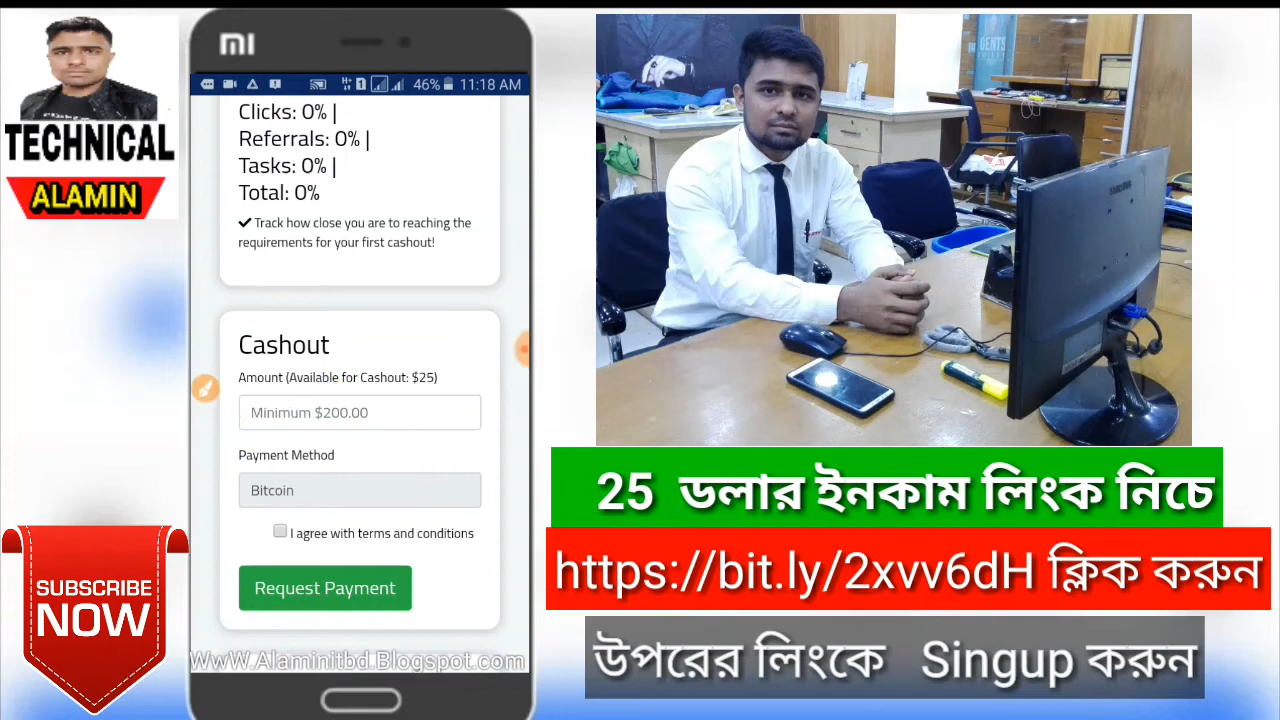 TECHNICAL
ALAMIN
46% 11:18 AM
Clicks: 0% |
Referrals: 0% |
Tasks: 0% |
Total: 0%
✔ Track how close you are to reaching the
requirements for your first cashout!
Cashout
Amount (Available for Cashout: $25)
Minimum $200.00
Payment Method
Bitcoin
I agree with terms and conditions
Request Payment
WwW.Alaminitbd.Blogspot.com
SUBSCRIBE
NOW
GENTS
SAMSUNG
25 ডলার ইনকাম লিংক নিচে
https://bit.ly/2xvv6dH ক্লিক করুন
উপরের লিংকে Singup করুন